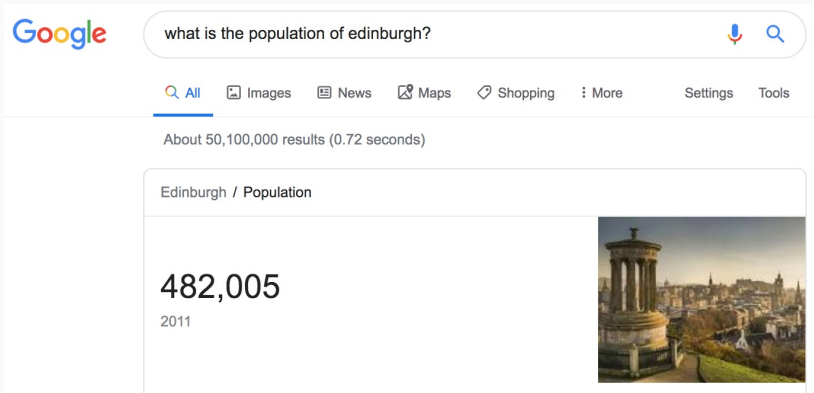 Google what is the population of edinburgh?
All Images News Maps Shopping More Settings Tools
About 50,100,000 results (0.72 seconds)
Edinburgh / Population
482,005
2011